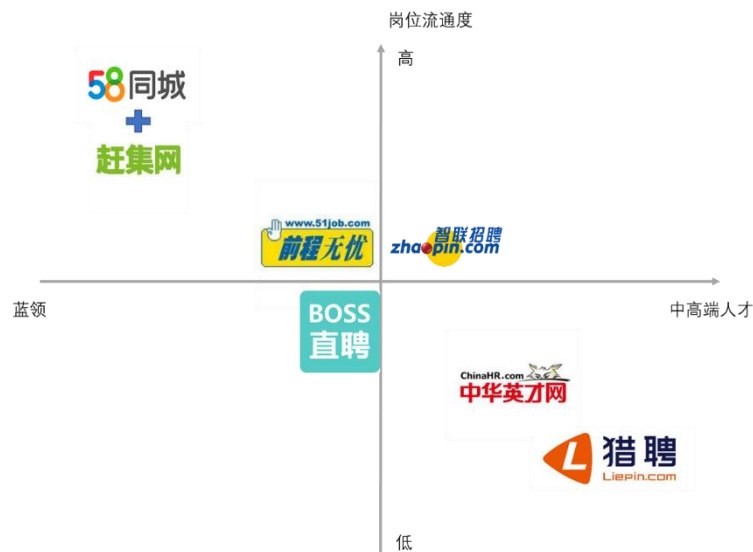 岗位流通度
高
58同城
赶集网
www.51job.com
前程无忧
智联招聘
zhaopin.com
蓝领
中高端人才
BOSS
直聘
ChinaHR.com
中华英才网
猎聘
Liepin.com
低